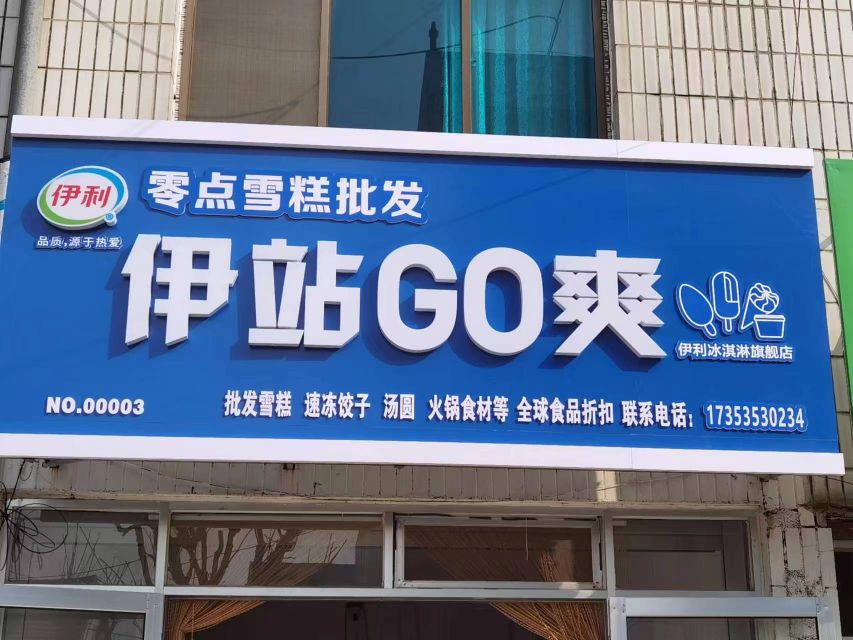 伊利
品质,源于热爱
零点雪糕批发
伊站GO爽
伊利冰淇淋旗舰店
NO.00003
批发雪糕 速冻饺子 汤圆 火锅食材等 全球食品折扣 联系电话: 17353530234